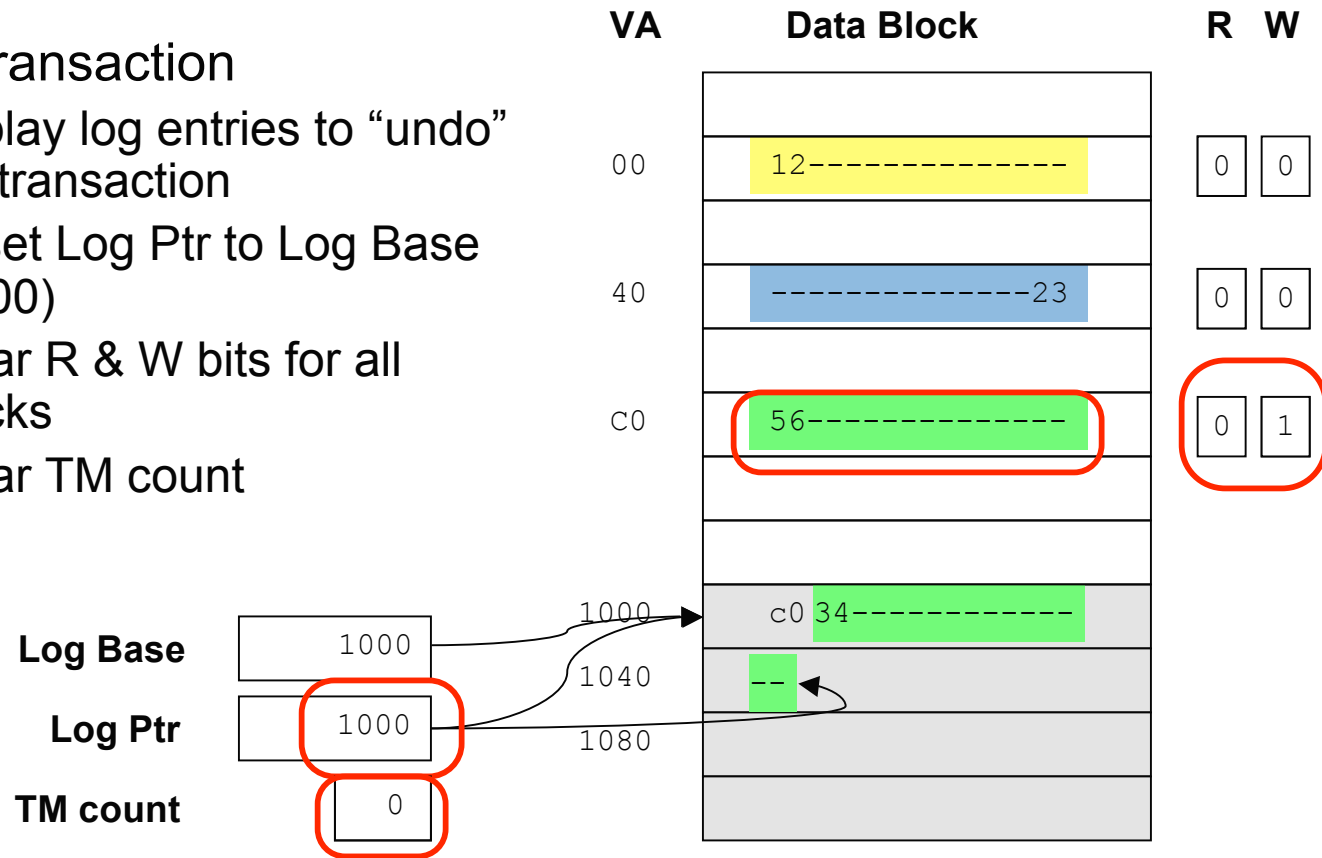 VA Data Block R W
ransaction
play log entries to “undo”
transaction
00 12-------------- 0 0
set Log Ptr to Log Base
00)
40 --------------23 0 0
ar R & W bits for all
cks
C0 56-------------- 0 1
ar TM count
1000 c0 34------------
Log Base 1000
1040 --
Log Ptr 1000
1080
TM count 0